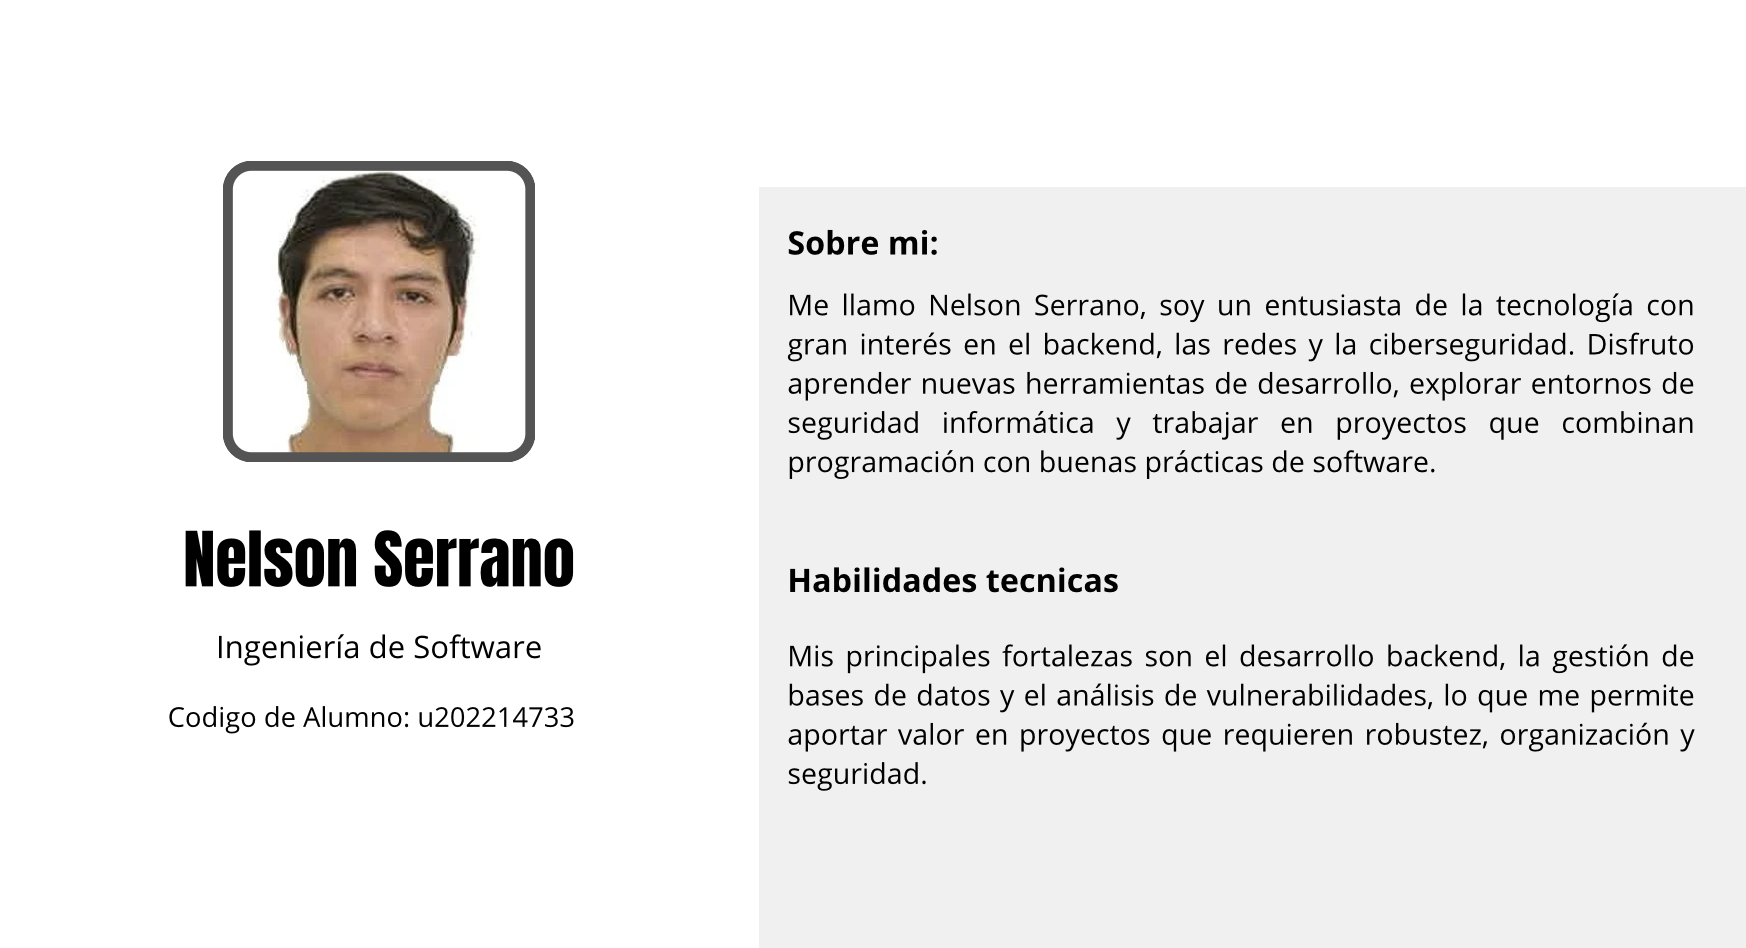 Nelson Serrano
Ingeniería de Software
Codigo de Alumno: u202214733
Sobre mi:
Me llamo Nelson Serrano, soy un entusiasta de la tecnología con
gran interés en el backend, las redes y la ciberseguridad. Disfruto
aprender nuevas herramientas de desarrollo, explorar entornos de
seguridad informática y trabajar en proyectos que combinan
programación con buenas prácticas de software.
Habilidades tecnicas
Mis principales fortalezas son el desarrollo backend, la gestión de
bases de datos y el análisis de vulnerabilidades, lo que me permite
aportar valor en proyectos que requieren robustez, organización y
seguridad.